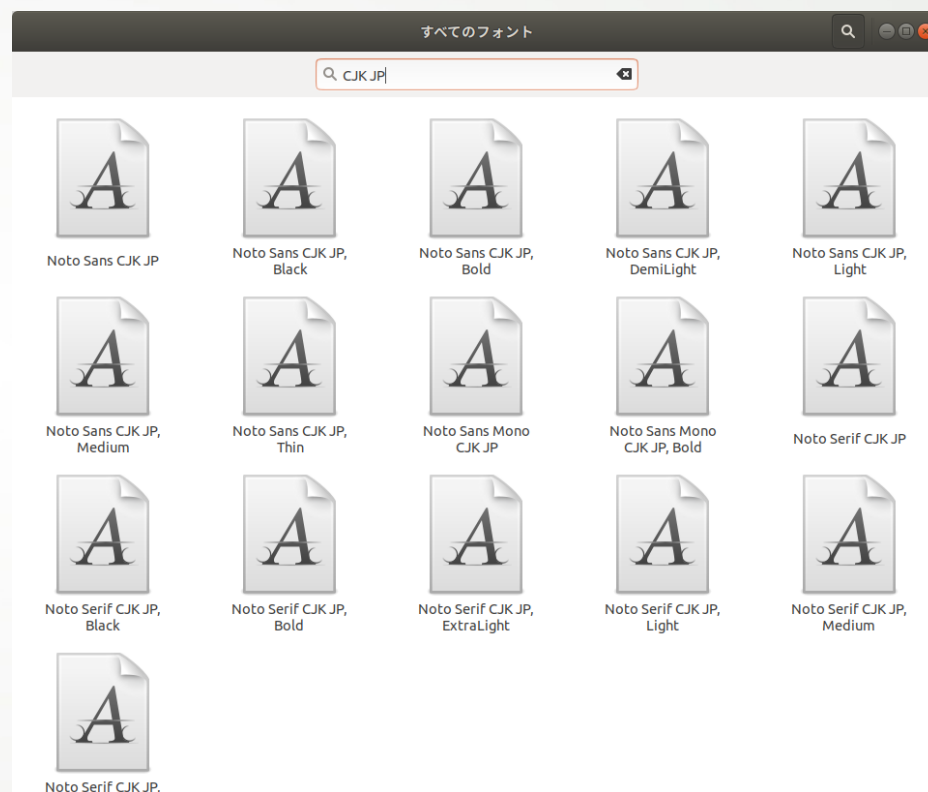 すべてのフォント
CJK JP
Noto Sans CJK JP
Noto Sans CJK JP,
Black
Noto Sans CJK JP,
Bold
Noto Sans CJK JP,
DemiLight
Noto Sans CJK JP,
Light
Noto Sans CJK JP,
Medium
Noto Sans CJK JP,
Thin
Noto Sans Mono
CJK JP
Noto Sans Mono
CJK JP, Bold
Noto Serif CJK JP
Noto Serif CJK JP,
Black
Noto Serif CJK JP,
Bold
Noto Serif CJK JP,
ExtraLight
Noto Serif CJK JP,
Light
Noto Serif CJK JP,
Medium
Noto Serif CJK JP,